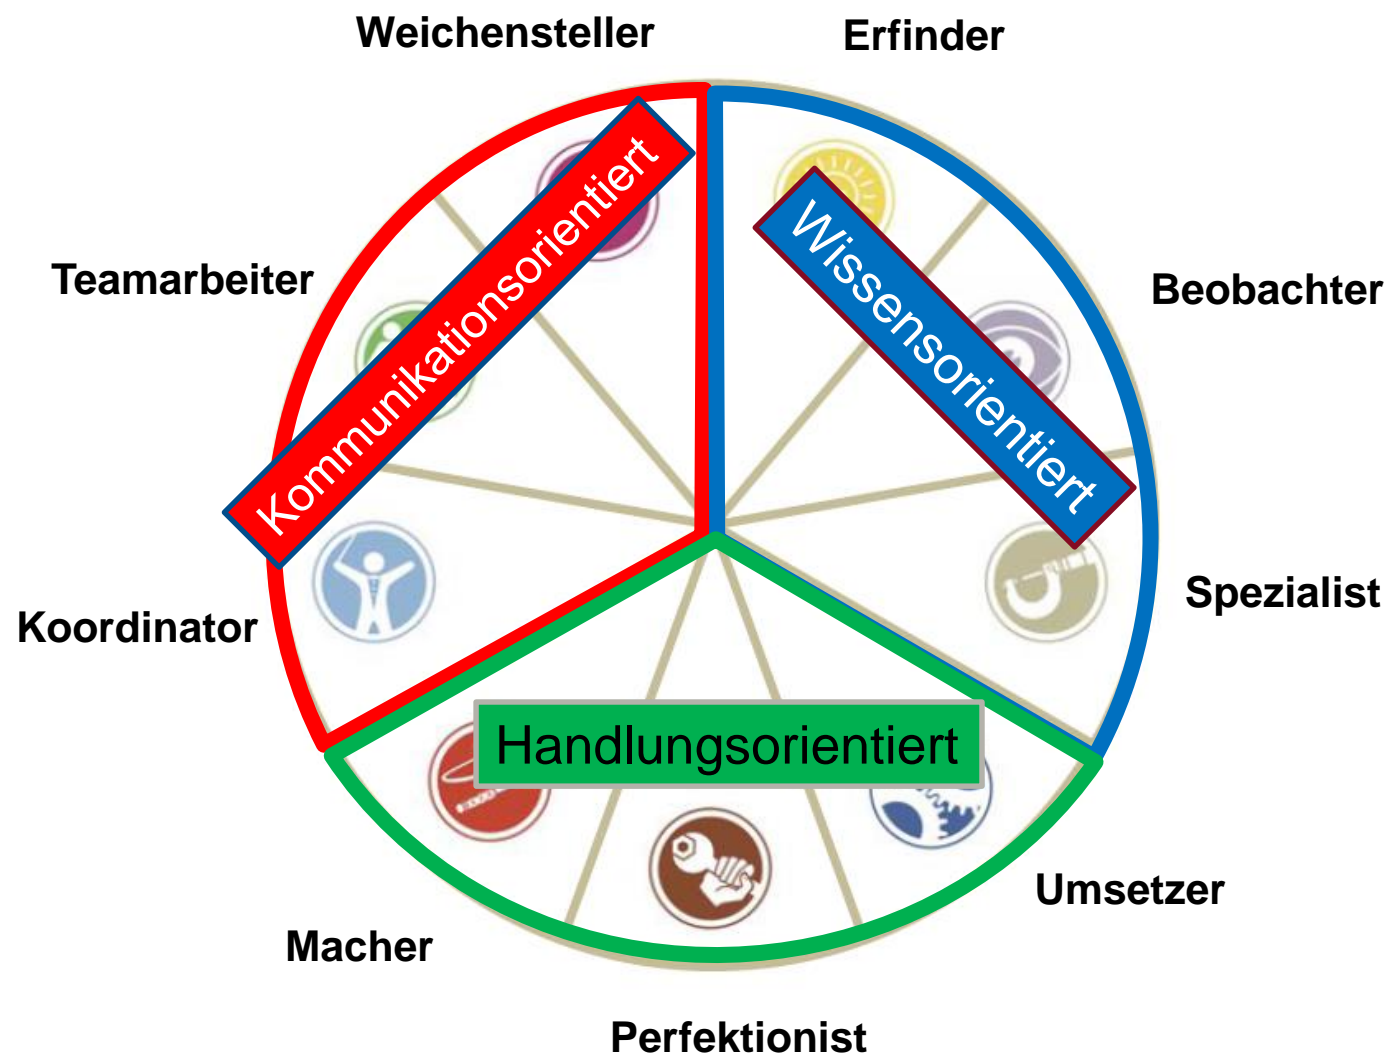 Weichensteller
Erfinder
Kommunikationsorientiert
Wissensorientiert
Teamarbeiter
Beobachter
Koordinator
Spezialist
Handlungsorientiert
Umsetzer
Macher
Perfektionist